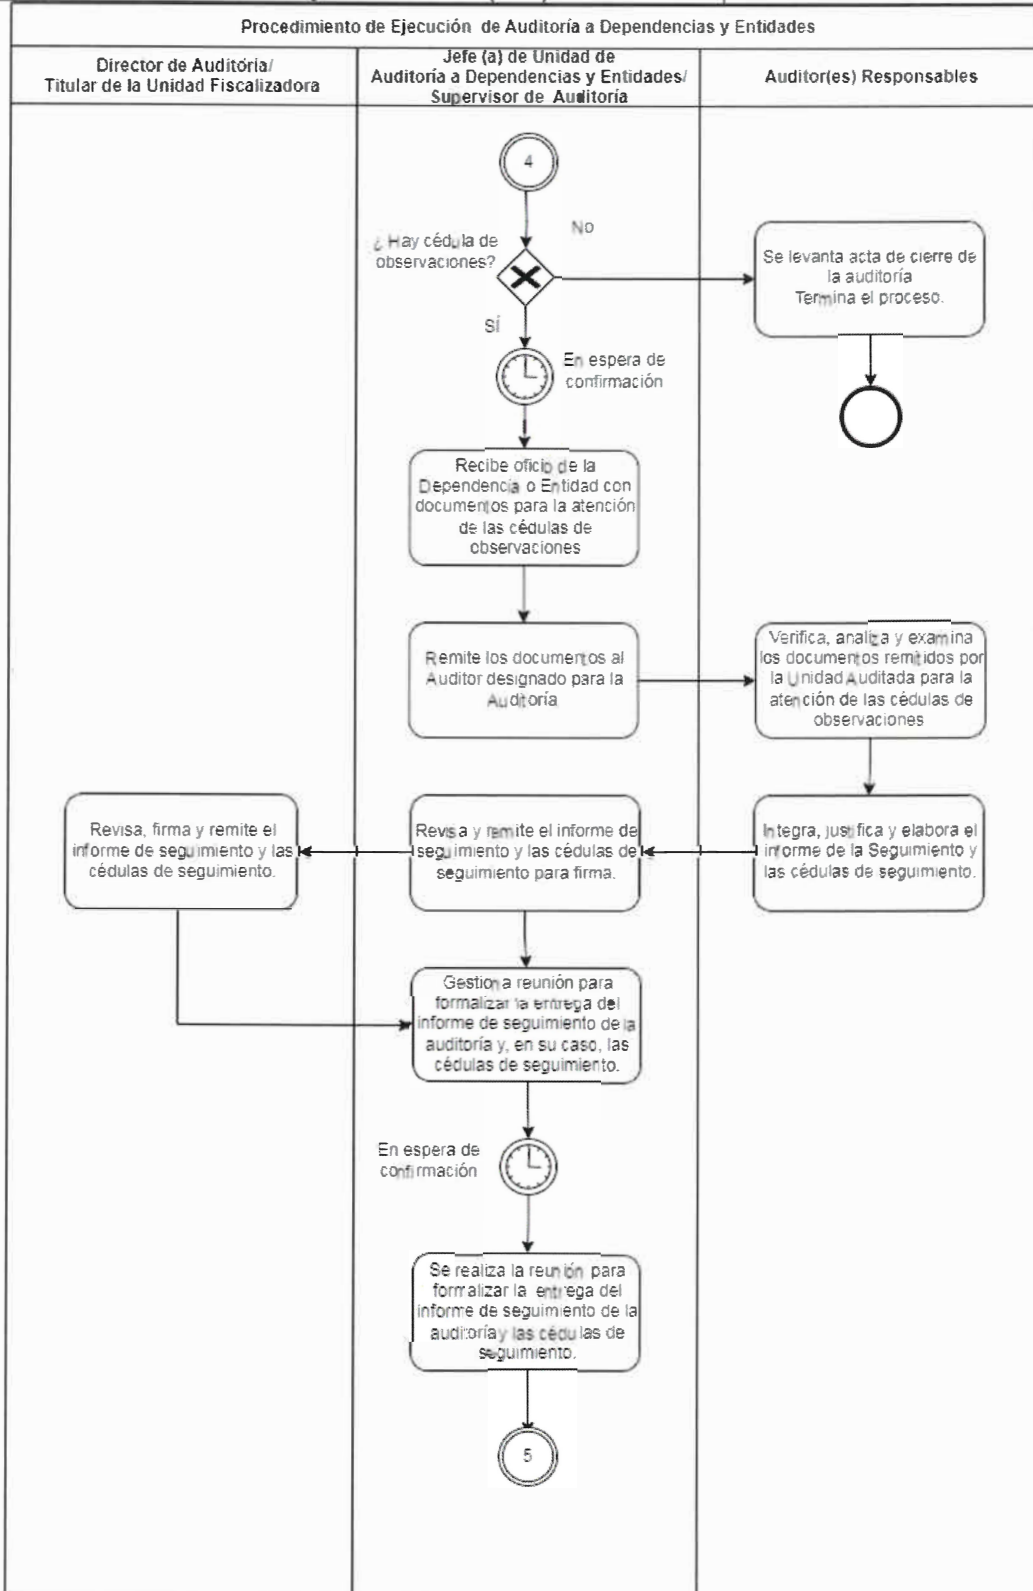 Procedimiento de Ejecución de Auditoría a Dependencias y Entidades
Director de Auditoría/
Titular de la Unidad Fiscalizadora
Jefe (a) de Unidad de
Auditoría a Dependencias y Entidades/
Supervisor de Auditoría
Auditor(es) Responsables
4
¿ Hay cédula de
observaciones?
No
Se levanta acta de cierre de
la auditoría
Termina el proceso.
SÍ
En espera de
confirmación
Recibe oficio de la
Dependencia o Entidad con
documentos para la atención
de las cédulas de
observaciones
Remite los documentos al
Auditor designado para la
Auditoría
Verifica, analiza y examina
los documentos remitidos por
la Unidad Auditada para la
atención de las cédulas de
observaciones
Revisa, firma y remite el
informe de seguimiento y las
cédulas de seguimiento.
Revisa y remite el informe de
seguimiento y las cédulas de
seguimiento para firma.
Integra, justifica y elabora el
informe de la Seguimiento y
las cédulas de seguimiento.
Gestiona reunión para
formalizar la entrega del
informe de seguimiento de la
auditoría y, en su caso, las
cédulas de seguimiento.
En espera de
confirmación
Se realiza la reunión para
formalizar la entrega del
informe de seguimiento de la
auditoría y las cédulas de
seguimiento.
5